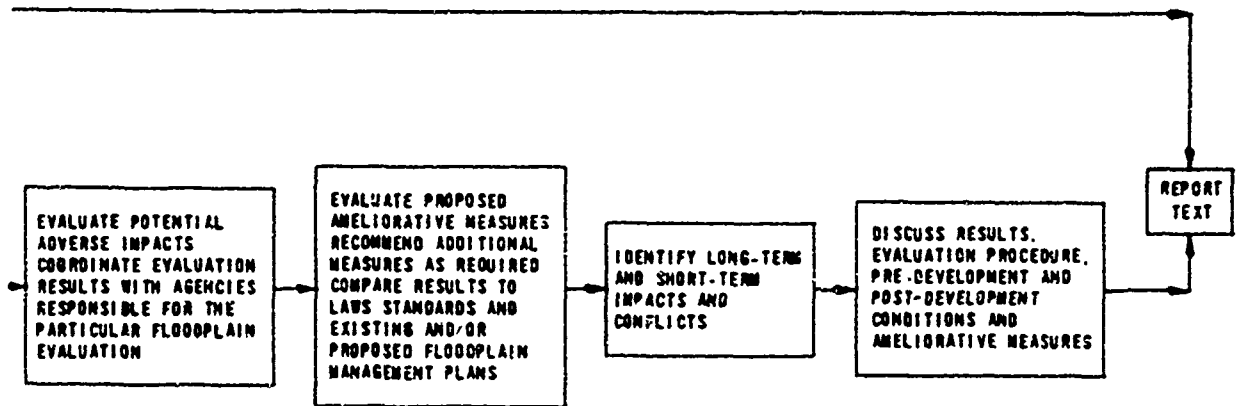 EVALUATE POTENTIAL
ADVERSE IMPACTS
COORDINATE EVALUATION
RESULTS WITH AGENCIES
RESPONSIBLE FOR THE
PARTICULAR FLOODPLAIN
EVALUATION
EVALUATE PROPOSED
AMELIORATIVE MEASURES
RECOMMEND ADDITIONAL
MEASURES AS REQUIRED
COMPARE RESULTS TO
LAWS STANDARDS AND
EXISTING AND/OR
PROPOSED FLOODPLAIN
MANAGEMENT PLANS
IDENTIFY LONG-TERM
AND SHORT-TERM
IMPACTS AND
CONFLICTS
DISCUSS RESULTS,
EVALUATION PROCEDURE,
PRE-DEVELOPMENT AND
POST-DEVELOPMENT
CONDITIONS AND
AMELIORATIVE MEASURES
REPORT
TEXT